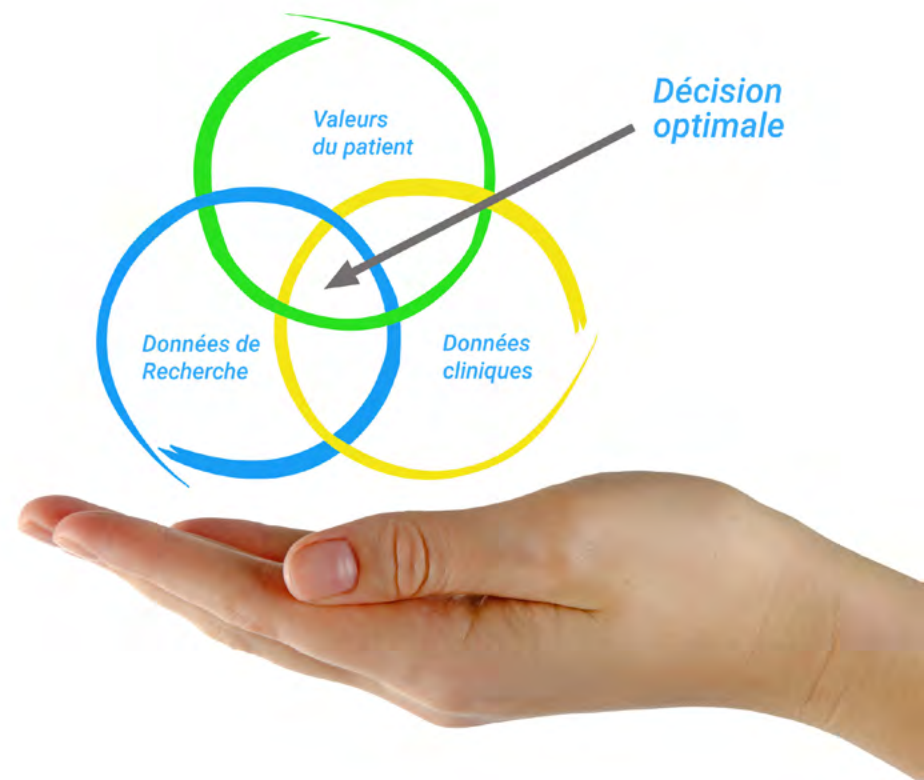 Valeurs
du patient
Décision
optimale
Données de
Recherche
Données
cliniques